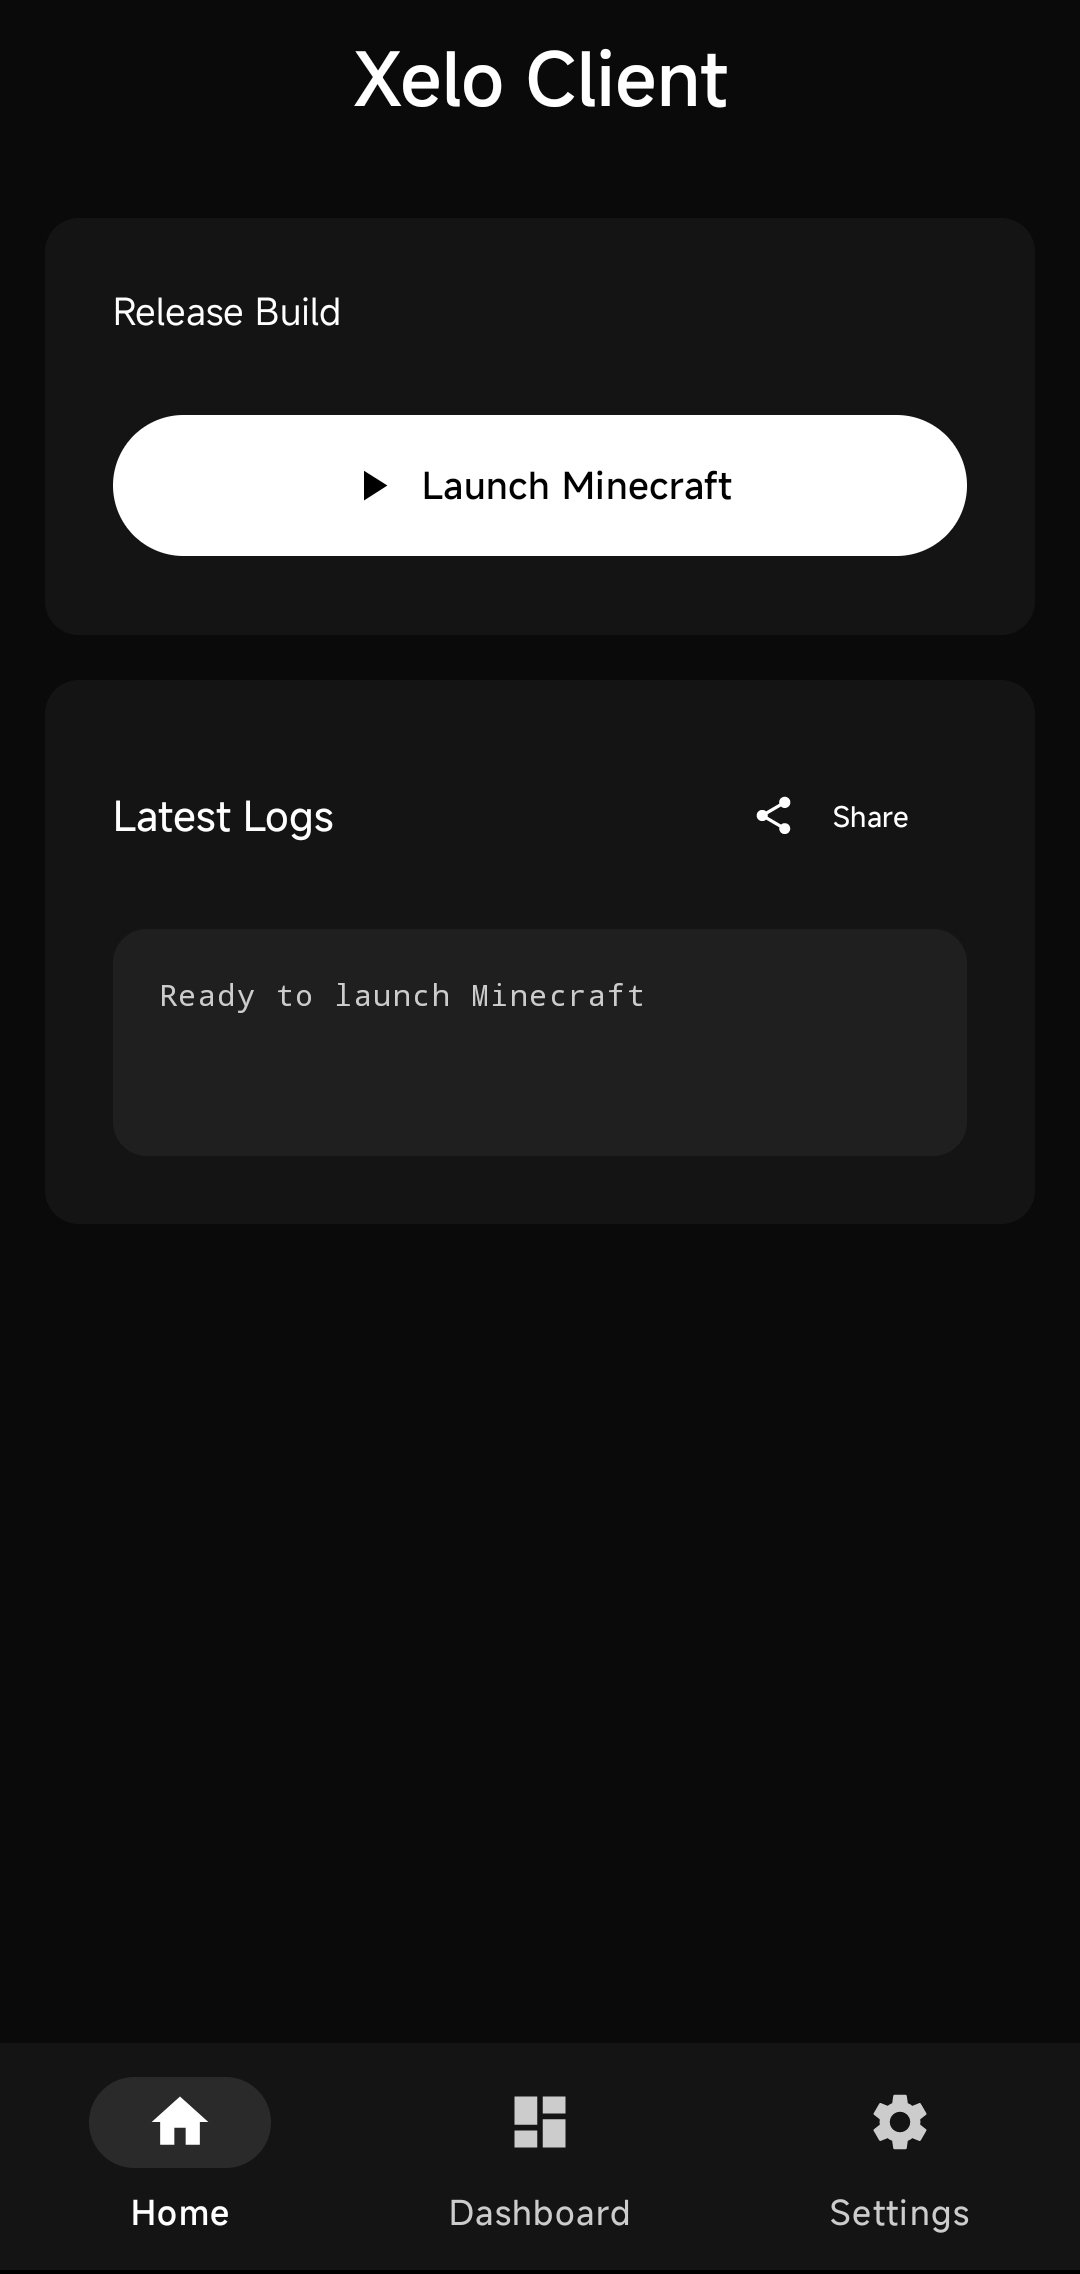 Xelo Client
Release Build
Launch Minecraft
Latest Logs
Share
Ready to launch Minecraft
Home
Dashboard
Settings